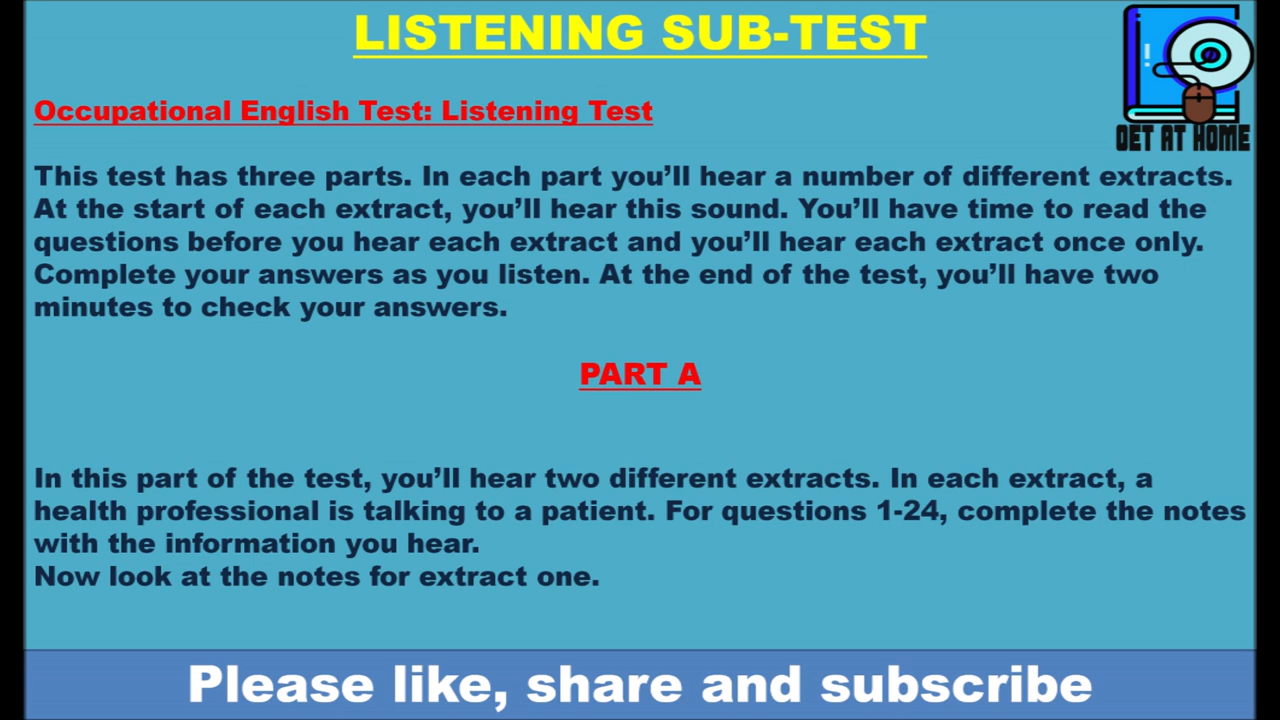 LISTENING SUB-TEST
Occupational English Test: Listening Test
This test has three parts. In each part you’ll hear a number of different extracts.
At the start of each extract, you’ll hear this sound. You’ll have time to read the
questions before you hear each extract and you’ll hear each extract once only.
Complete your answers as you listen. At the end of the test, you’ll have two
minutes to check your answers.
PART A
In this part of the test, you’ll hear two different extracts. In each extract, a
health professional is talking to a patient. For questions 1-24, complete the notes
with the information you hear.
Now look at the notes for extract one.
OET AT HOME
Please like, share and subscribe